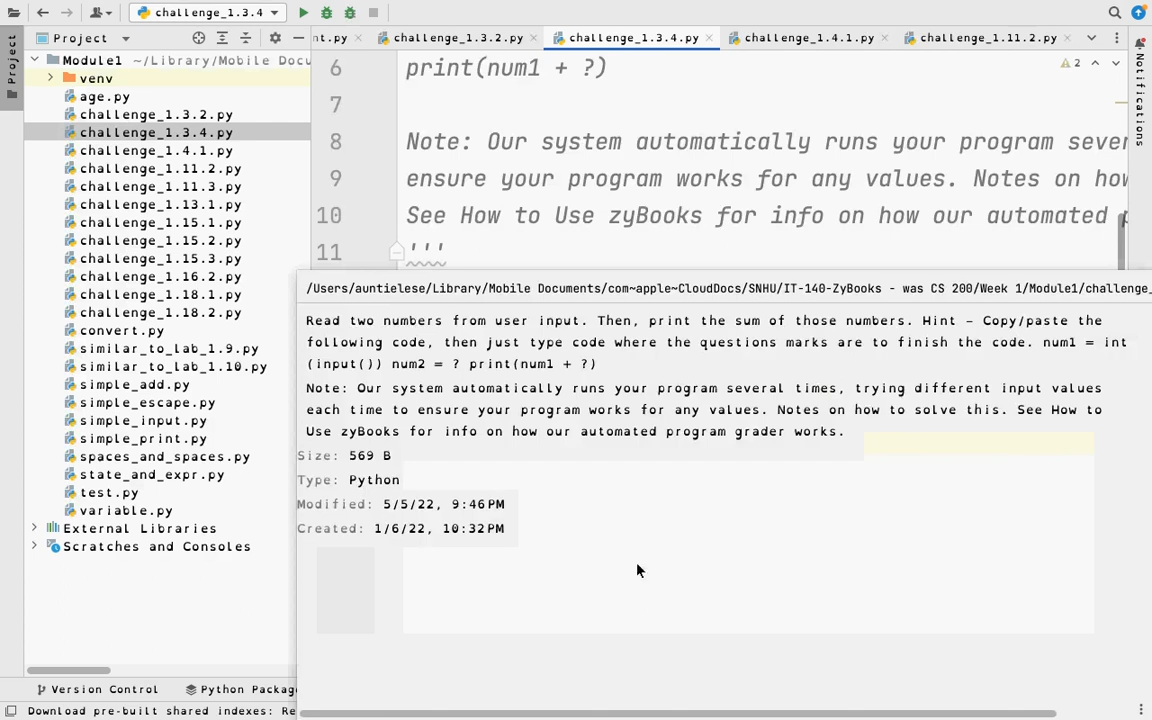 challenge_1.3.4
Project
nt.py
challenge_1.3.2.py
challenge_1.3.4.py
challenge_1.4.1.py
challenge_1.11.2.py
Project
Module1 ~/Library/Mobile Docu
venv
age.py
challenge_1.3.2.py
challenge_1.3.4.py
challenge_1.4.1.py
challenge_1.11.2.py
challenge_1.11.3.py
challenge_1.13.1.py
challenge_1.15.1.py
challenge_1.15.2.py
challenge_1.15.3.py
challenge_1.16.2.py
challenge_1.18.1.py
challenge_1.18.2.py
convert.py
similar_to_lab_1.9.py
similar_to_lab_1.10.py
simple_add.py
simple_escape.py
simple_input.py
simple_print.py
spaces_and_spaces.py
state_and_expr.py
test.py
variable.py
External Libraries
Scratches and Consoles
6 print(num1 + ?)
2
7
8 Note: Our system automatically runs your program sever
9 ensure your program works for any values. Notes on how
10 See How to Use zyBooks for info on how our automated p
11 '''
Notifications
/Users/auntielese/Library/Mobile Documents/com~apple~CloudDocs/SNHU/IT-140-ZyBooks - was CS 200/Week 1/Module1/challenge_
Read two numbers from user input. Then, print the sum of those numbers. Hint – Copy/paste the
following code, then just type code where the questions marks are to finish the code. num1 = int
(input()) num2 = ? print(num1 + ?)
Note: Our system automatically runs your program several times, trying different input values
each time to ensure your program works for any values. Notes on how to solve this. See How to
Use zyBooks for info on how our automated program grader works.
Size: 569 B
Type: Python
Modified: 5/5/22, 9:46 PM
Created: 1/6/22, 10:32 PM
Version Control
Python Packag
Download pre-built shared indexes: Re